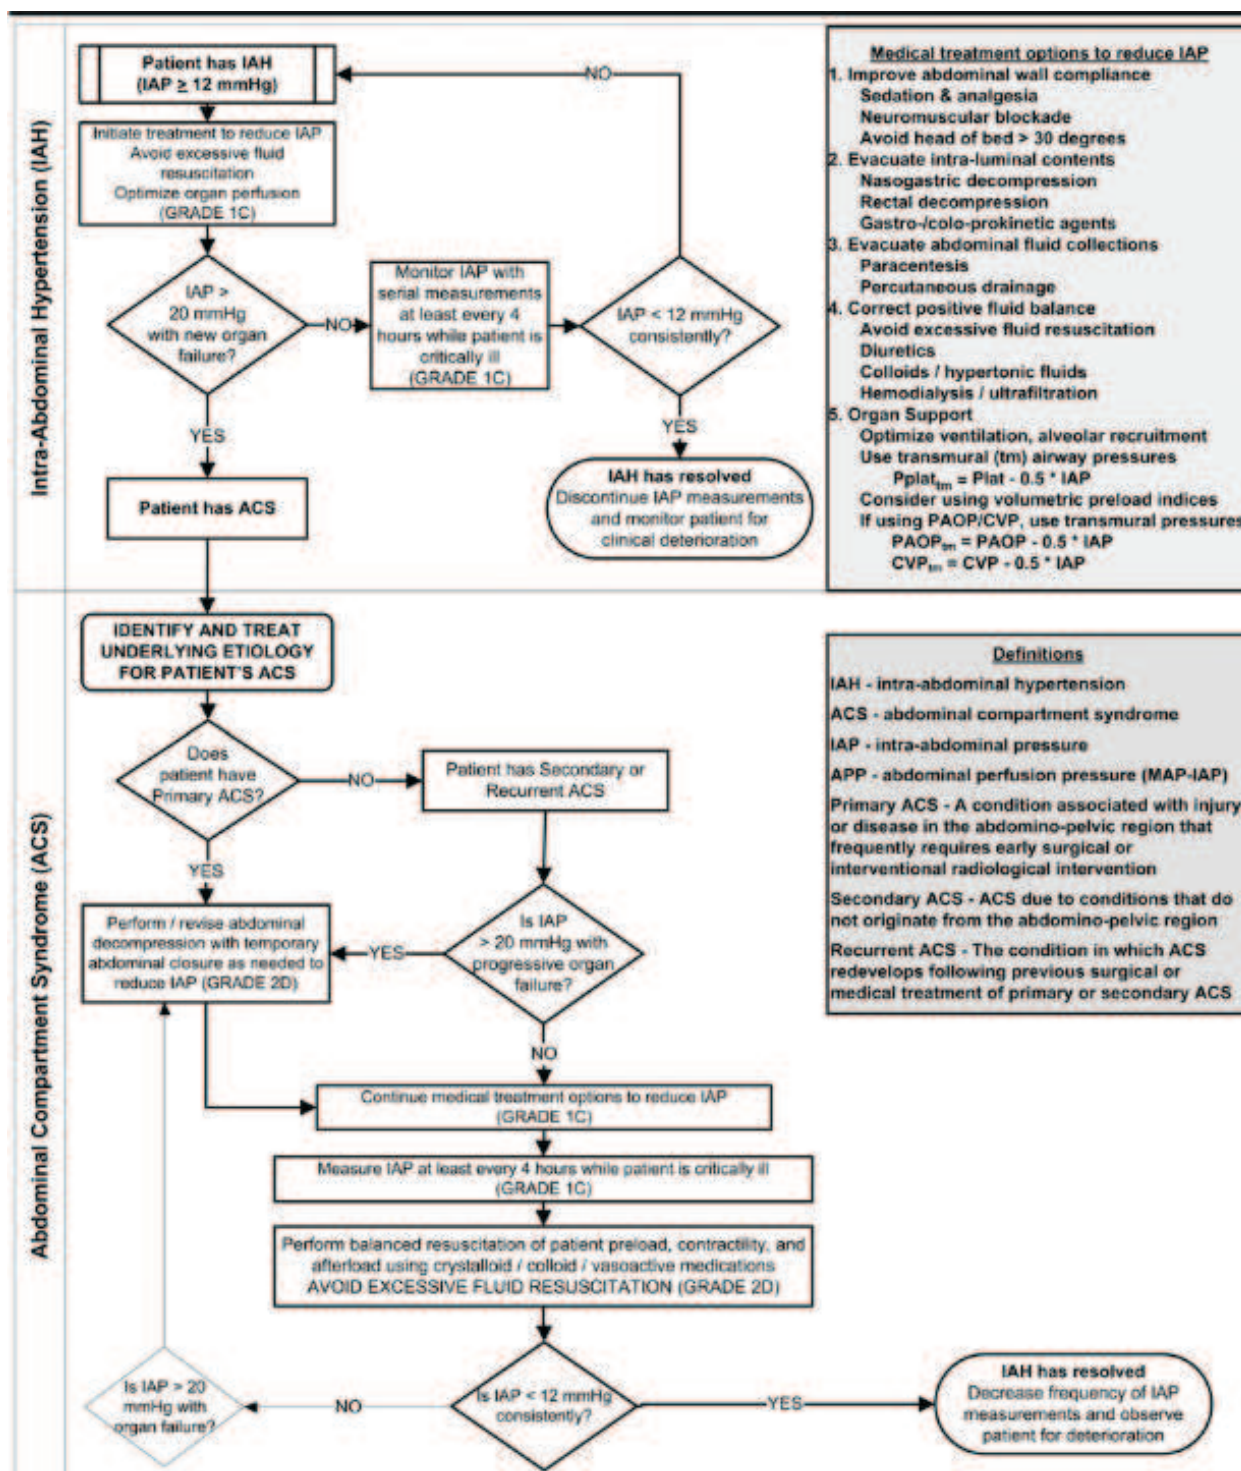 Intra-Abdominal Hypertension (IAH)
Patient has IAH
(IAP ≥ 12 mmHg)
NO
Initiate treatment to reduce IAP
Avoid excessive fluid
resuscitation
Optimize organ perfusion
(GRADE 1C)
IAP >
20 mmHg
with new organ
failure?
NO
Monitor IAP with
serial measurements
at least every 4
hours while patient is
critically ill
(GRADE 1C)
IAP < 12 mmHg
consistently?
YES
YES
Patient has ACS
IAH has resolved
Discontinue IAP measurements
and monitor patient for
clinical deterioration
Medical treatment options to reduce IAP
1. Improve abdominal wall compliance
Sedation & analgesia
Neuromuscular blockade
Avoid head of bed > 30 degrees
2. Evacuate intra-luminal contents
Nasogastric decompression
Rectal decompression
Gastro-/colo-prokinetic agents
3. Evacuate abdominal fluid collections
Paracentesis
Percutaneous drainage
4. Correct positive fluid balance
Avoid excessive fluid resuscitation
Diuretics
Colloids / hypertonic fluids
Hemodialysis / ultrafiltration
5. Organ Support
Optimize ventilation, alveolar recruitment
Use transmural (tm) airway pressures
Pplattm = Plat - 0.5 * IAP
Consider using volumetric preload indices
If using PAOP/CVP, use transmural pressures
PAOPtm = PAOP - 0.5 * IAP
CVPtm = CVP - 0.5 * IAP
Abdominal Compartment Syndrome (ACS)
IDENTIFY AND TREAT
UNDERLYING ETIOLOGY
FOR PATIENT'S ACS
Does
patient have
Primary ACS?
NO
Patient has Secondary or
Recurrent ACS
YES
Perform / revise abdominal
decompression with temporary
abdominal closure as needed to
reduce IAP (GRADE 2D)
YES
Is IAP
> 20 mmHg with
progressive organ
failure?
NO
Continue medical treatment options to reduce IAP
(GRADE 1C)
Measure IAP at least every 4 hours while patient is critically ill
(GRADE 1C)
Perform balanced resuscitation of patient preload, contractility, and
afterload using crystalloid / colloid / vasoactive medications
AVOID EXCESSIVE FLUID RESUSCITATION (GRADE 2D)
Is IAP > 20
mmHg with
organ failure?
NO
Is IAP < 12 mmHg
consistently?
YES
IAH has resolved
Decrease frequency of IAP
measurements and observe
patient for deterioration
Definitions
IAH - intra-abdominal hypertension
ACS - abdominal compartment syndrome
IAP - intra-abdominal pressure
APP - abdominal perfusion pressure (MAP-IAP)
Primary ACS - A condition associated with injury
or disease in the abdomino-pelvic region that
frequently requires early surgical or
interventional radiological intervention
Secondary ACS - ACS due to conditions that do
not originate from the abdomino-pelvic region
Recurrent ACS - The condition in which ACS
redevelops following previous surgical or
medical treatment of primary or secondary ACS